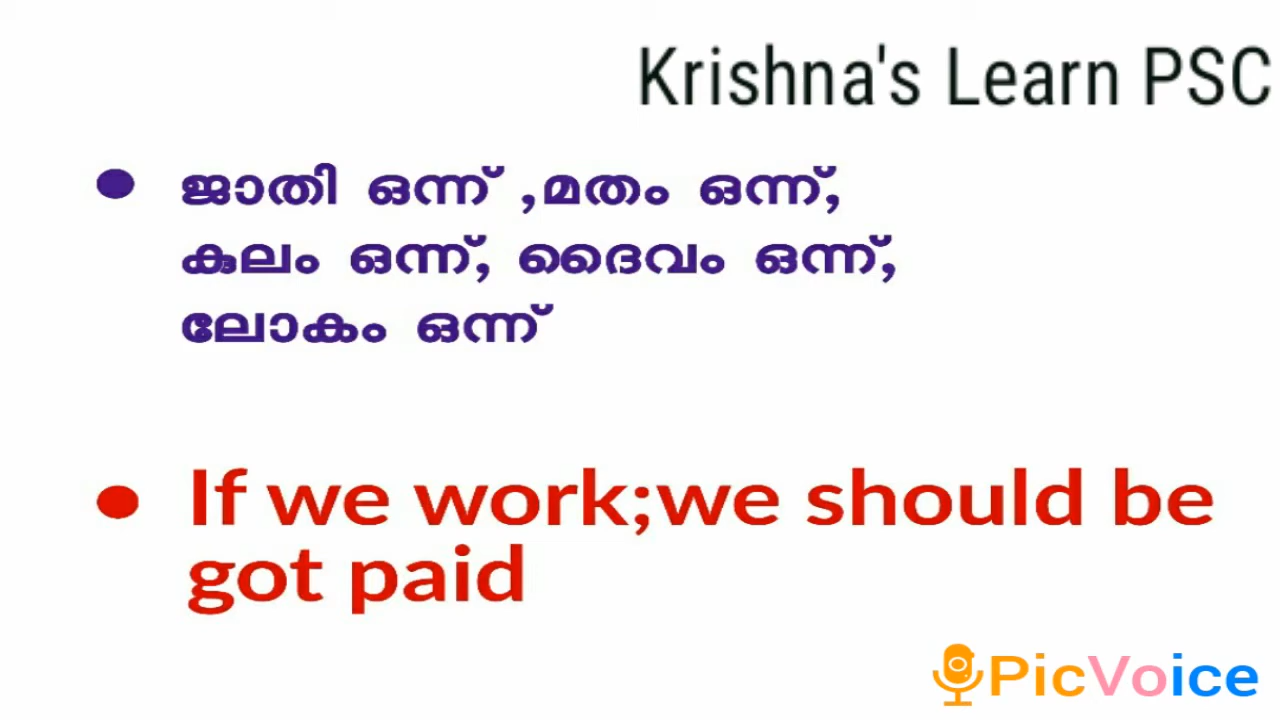 Krishna's Learn PSC
ജാതി ഒന്ന് ,മതം ഒന്ന്,
കുലം ഒന്ന്, ദൈവം ഒന്ന്,
ലോകം ഒന്ന്
If we work;we should be
got paid
PicVoice